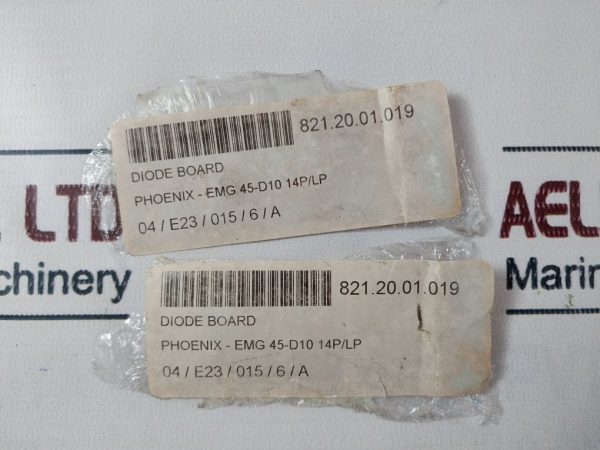 821.20.01.019
DIODE BOARD
PHOENIX - EMG 45-D10 14P/LP
04 / E23 / 015 / 6 / A
LTD AEL
chinery Marin
821.20.01.019
DIODE BOARD
PHOENIX - EMG 45-D10 14P/LP
04 / E23 / 015 / 6 / A